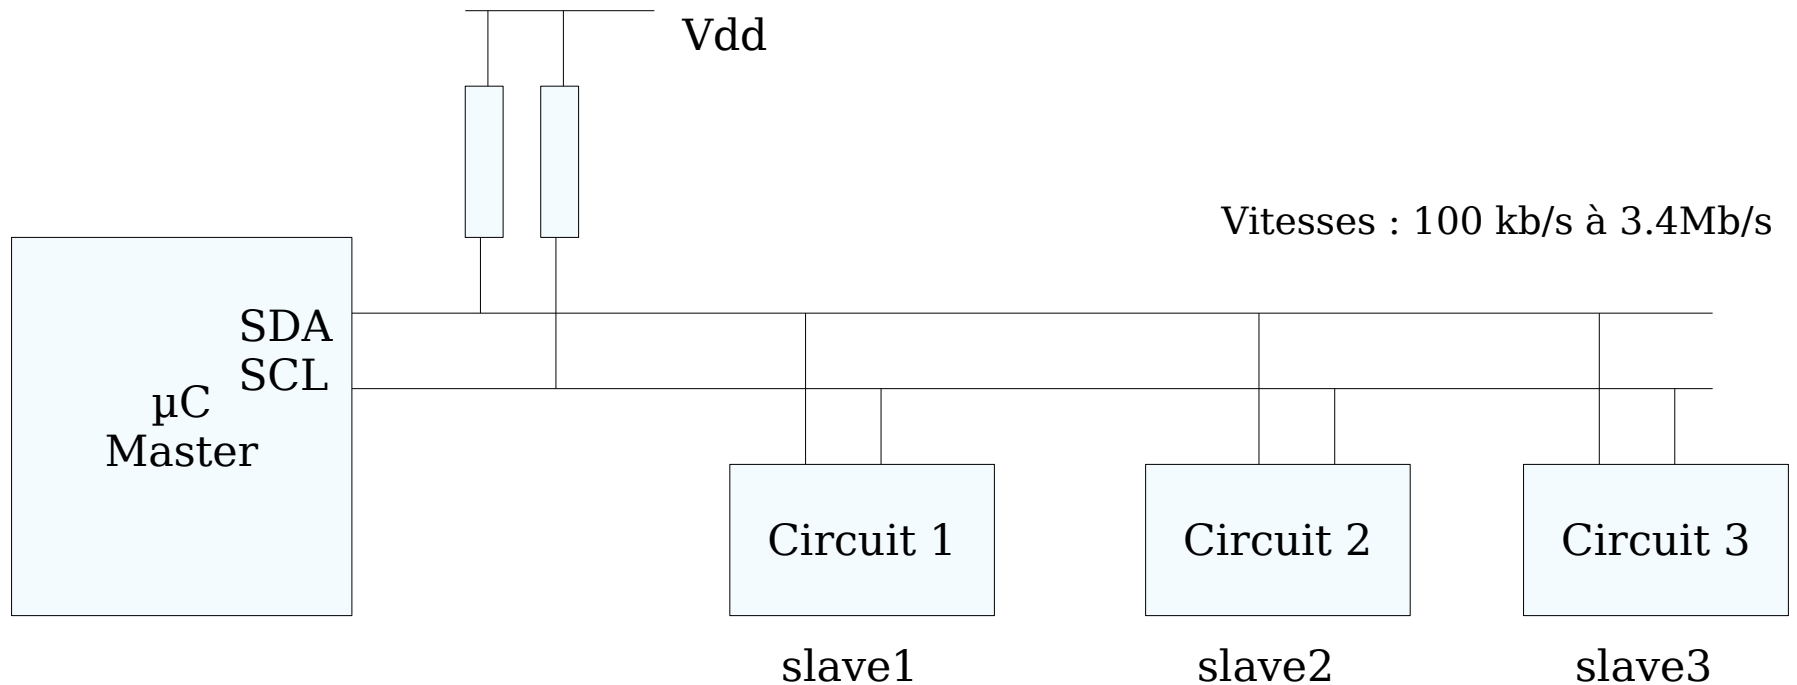 Vdd
Vitesses : 100 kb/s à 3.4Mb/s
SDA
SCL
µC
Master
Circuit 1
Circuit 2
Circuit 3
slave1
slave2
slave3